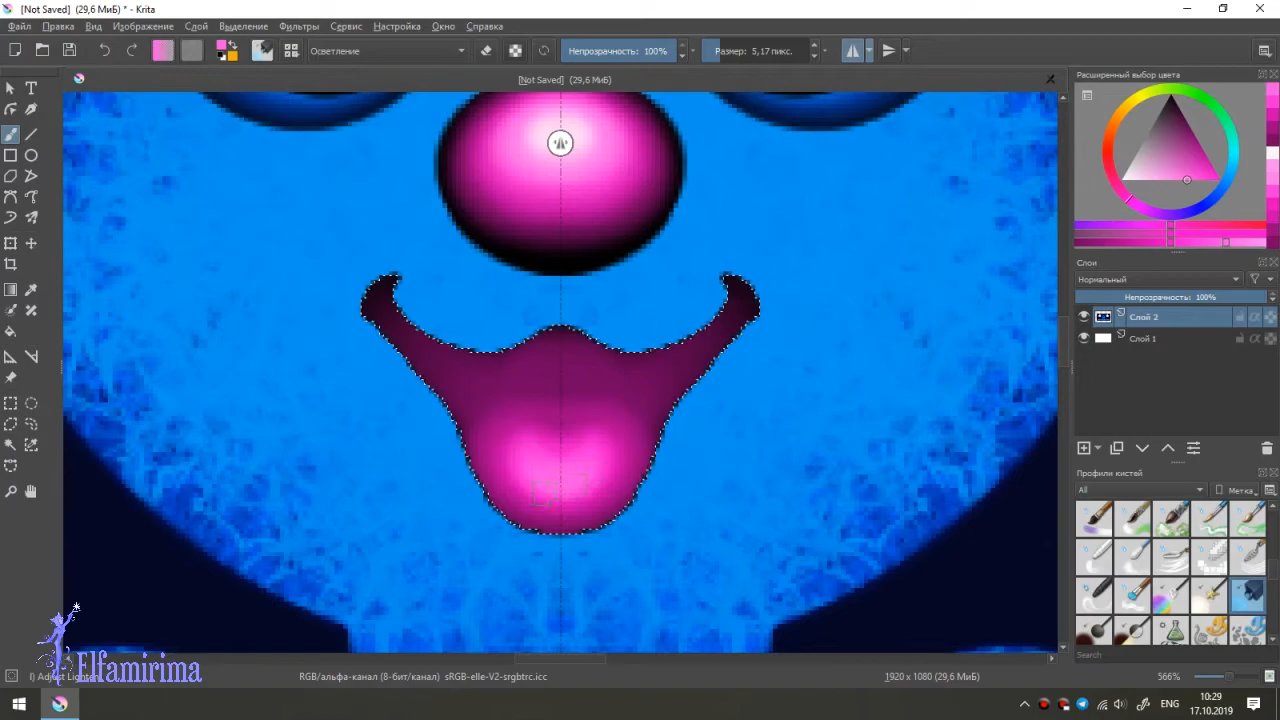 [Not Saved] (29,6 МиБ) * - Krita
Файл Правка Вид Изображение Слой Выделение Фильтры Сервис Настройка Окно Справка
Осветление Непрозрачность: 100% Размер: 5,17 пикс.
[Not Saved] (29,6 МиБ)
Расширенный выбор цвета
Слои
Нормальный
Непрозрачность: 100%
Слой 2
Слой 1
Профили кистей
All Метка
Search
Elfamirima
RGB/альфа-канал (8-бит/канал) sRGB-elle-V2-srgbtrc.icc
1920 x 1080 (29,6 МиБ)
566%
ENG
10:29
17.10.2019